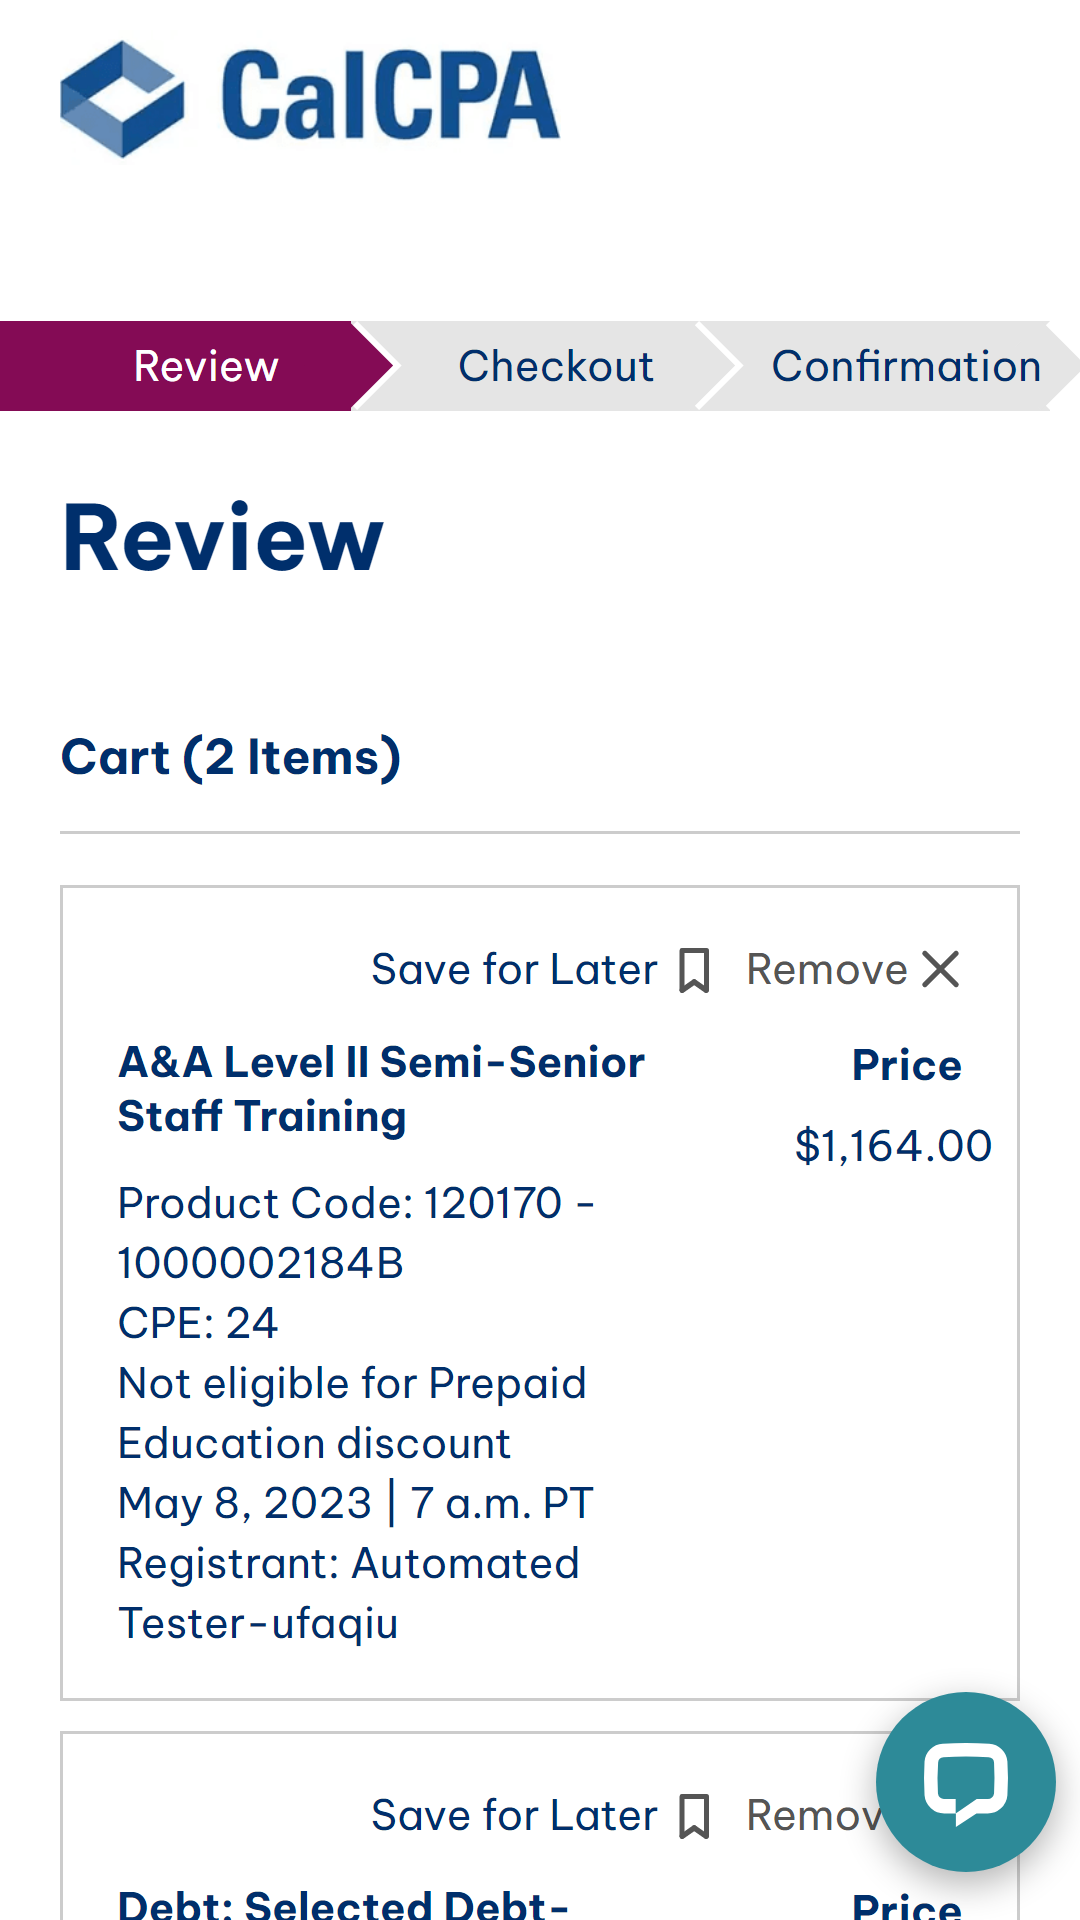 CalCPA
Review
Checkout
Confirmation
Review
Cart (2 Items)
Save for Later
Remove
A&A Level II Semi-Senior
Staff Training
Price
$1,164.00
Product Code: 120170 -
1000002184B
CPE: 24
Not eligible for Prepaid
Education discount
May 8, 2023 | 7 a.m. PT
Registrant: Automated
Tester-ufaqiu
Save for Later
Remov
Debt: Selected Debt-
Price